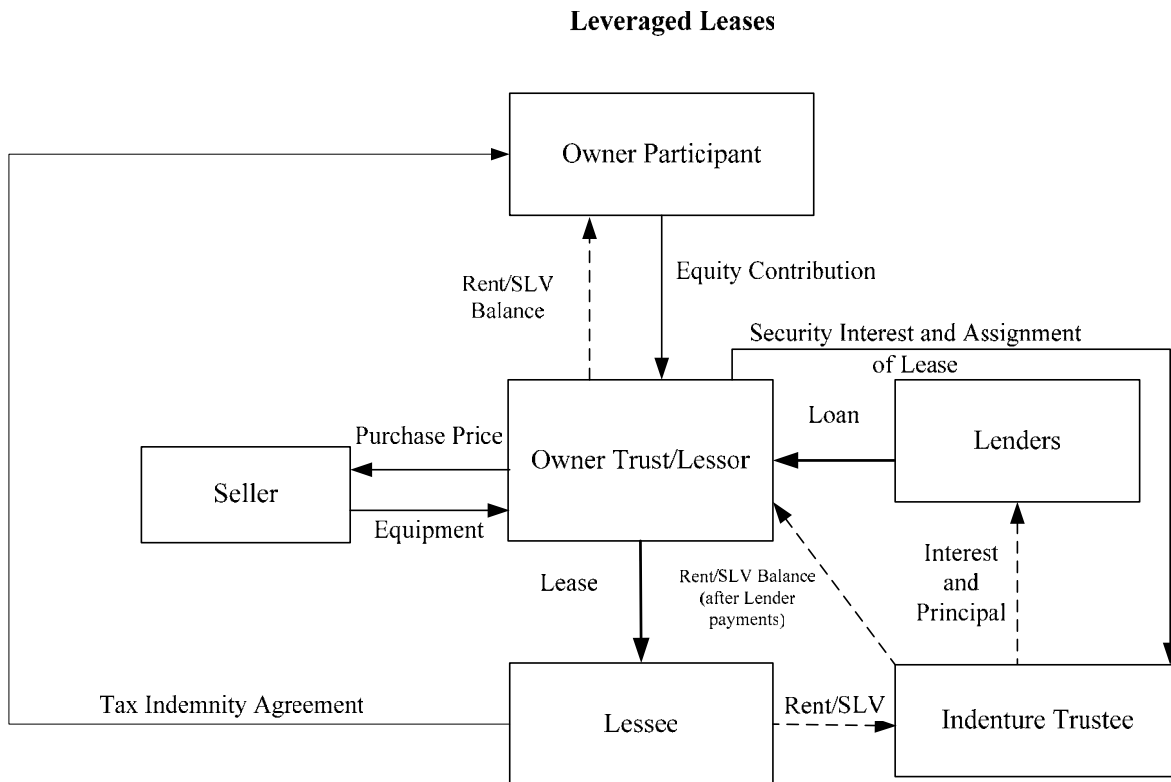 Leveraged Leases
Owner Participant
Rent/SLV
Balance
Equity Contribution
Security Interest and Assignment
of Lease
Purchase Price
Seller
Equipment
Owner Trust/Lessor
Loan
Lenders
Lease
Rent/SLV Balance
(after Lender
payments)
Interest
and
Principal
Tax Indemnity Agreement
Lessee
Rent/SLV
Indenture Trustee